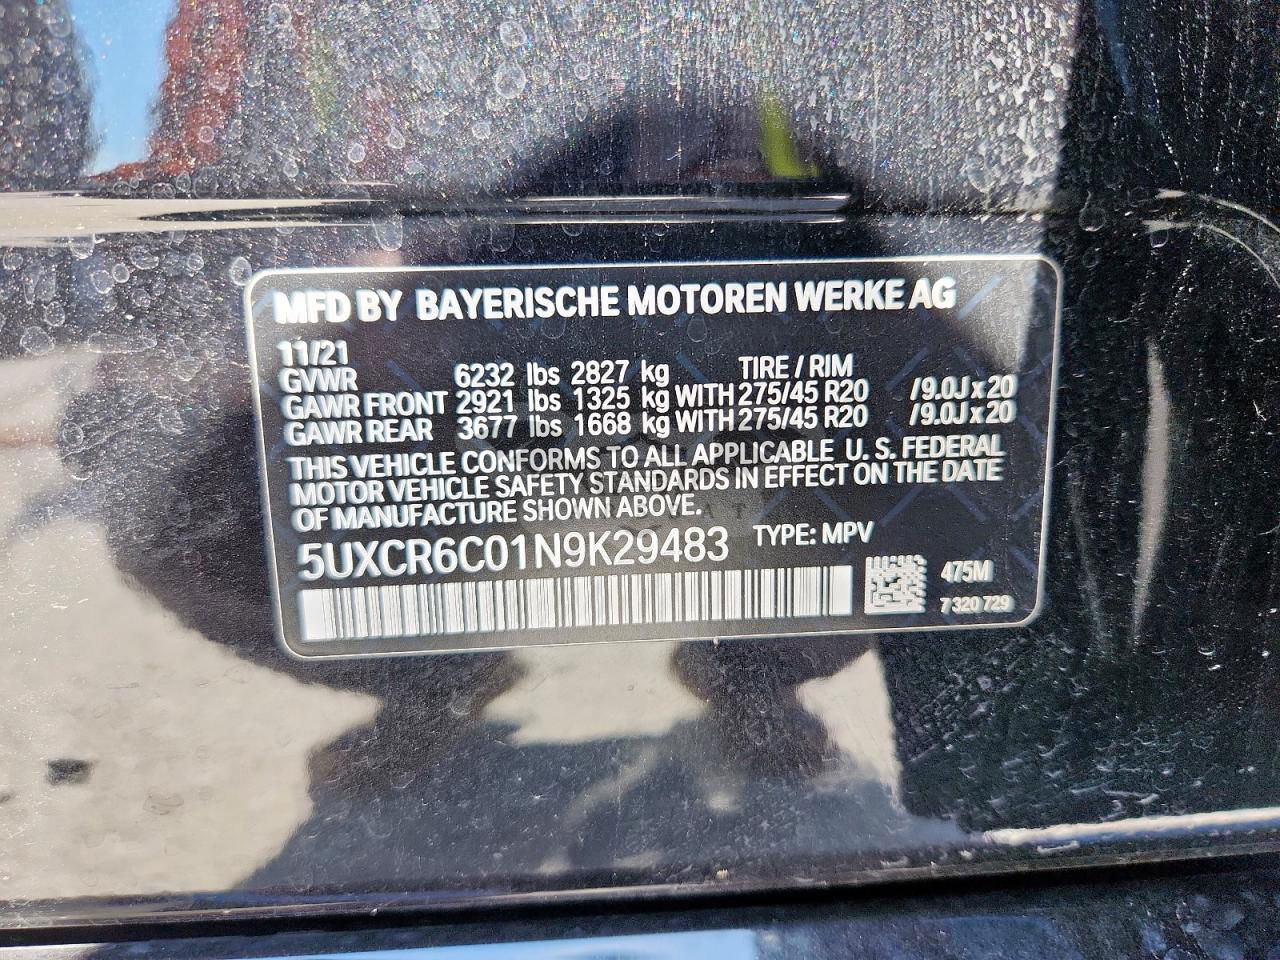 MFD BY BAYERISCHE MOTOREN WERKE AG
11/21
GVWR 6232 lbs 2827 kg TIRE / RIM
GAWR FRONT 2921 lbs 1325 kg WITH 275/45 R20 /9.0J x 20
GAWR REAR 3677 lbs 1668 kg WITH 275/45 R20 /9.0J x 20
THIS VEHICLE CONFORMS TO ALL APPLICABLE U.S. FEDERAL
MOTOR VEHICLE SAFETY STANDARDS IN EFFECT ON THE DATE
OF MANUFACTURE SHOWN ABOVE.
5UXCR6C01N9K29483 TYPE: MPV
475M
7 320 729